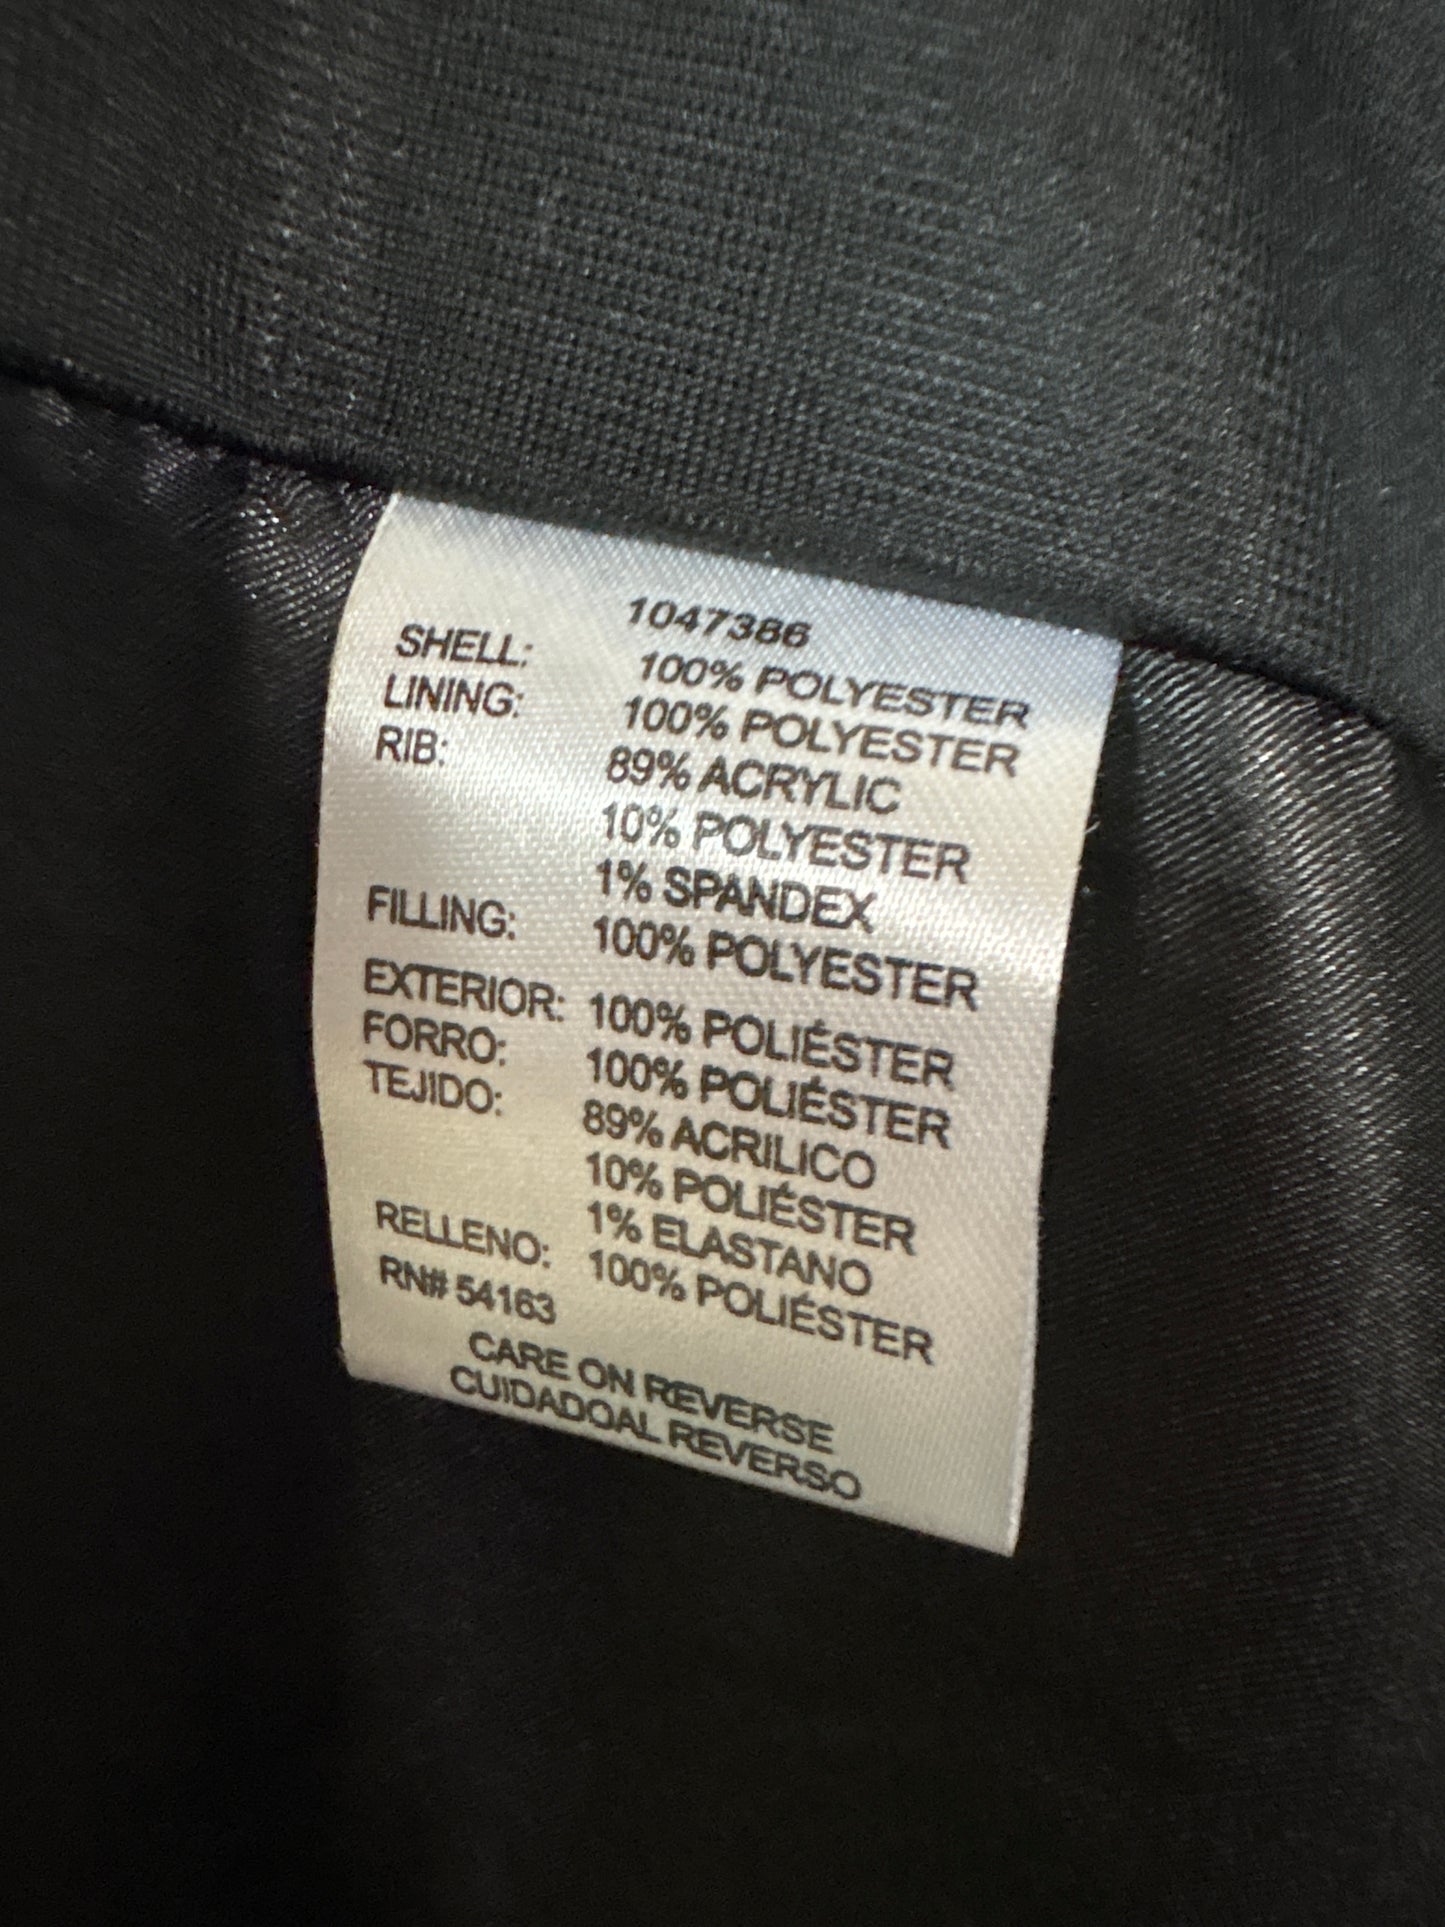 1047386
SHELL: 100% POLYESTER
LINING: 100% POLYESTER
RIB: 89% ACRYLIC
10% POLYESTER
1% SPANDEX
FILLING: 100% POLYESTER
EXTERIOR: 100% POLIÉSTER
FORRO: 100% POLIÉSTER
TEJIDO: 89% ACRILICO
10% POLIÉSTER
1% ELASTANO
RELLENO: 100% POLIÉSTER
RN# 54163
CARE ON REVERSE
CUIDADOAL REVERSO